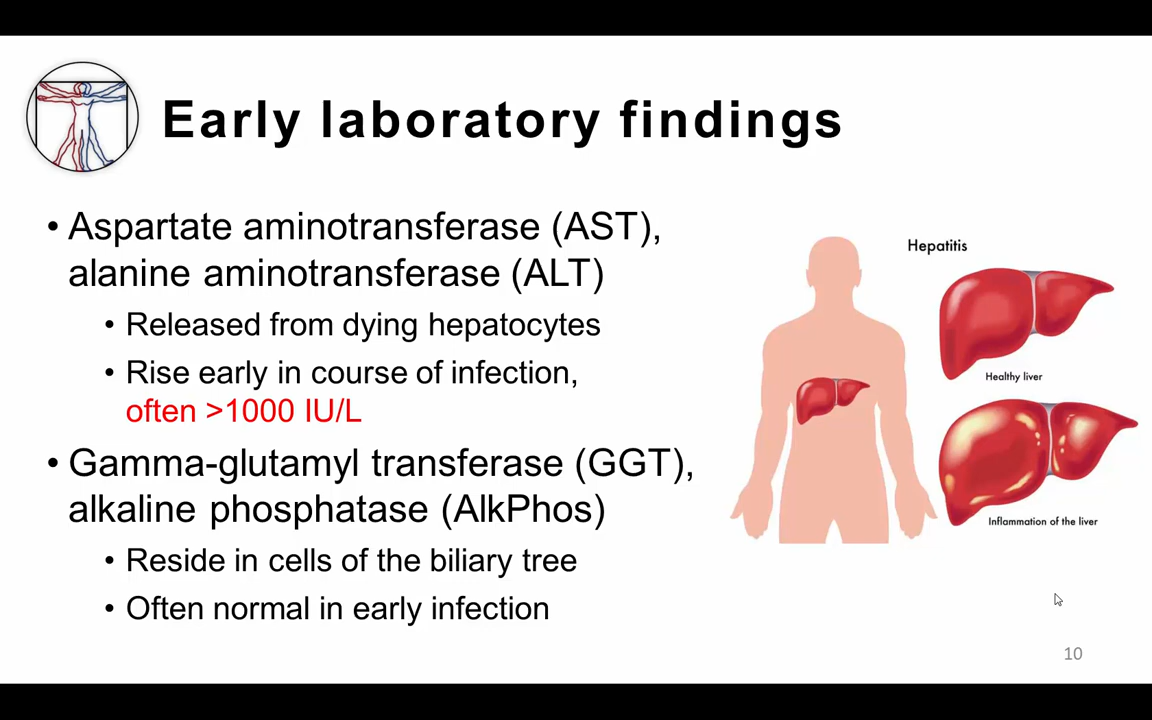 Early laboratory findings
• Aspartate aminotransferase (AST),
alanine aminotransferase (ALT)
• Released from dying hepatocytes
• Rise early in course of infection,
often >1000 IU/L
• Gamma-glutamyl transferase (GGT),
alkaline phosphatase (AlkPhos)
• Reside in cells of the biliary tree
• Often normal in early infection
Hepatitis
Healthy liver
Inflammation of the liver
10